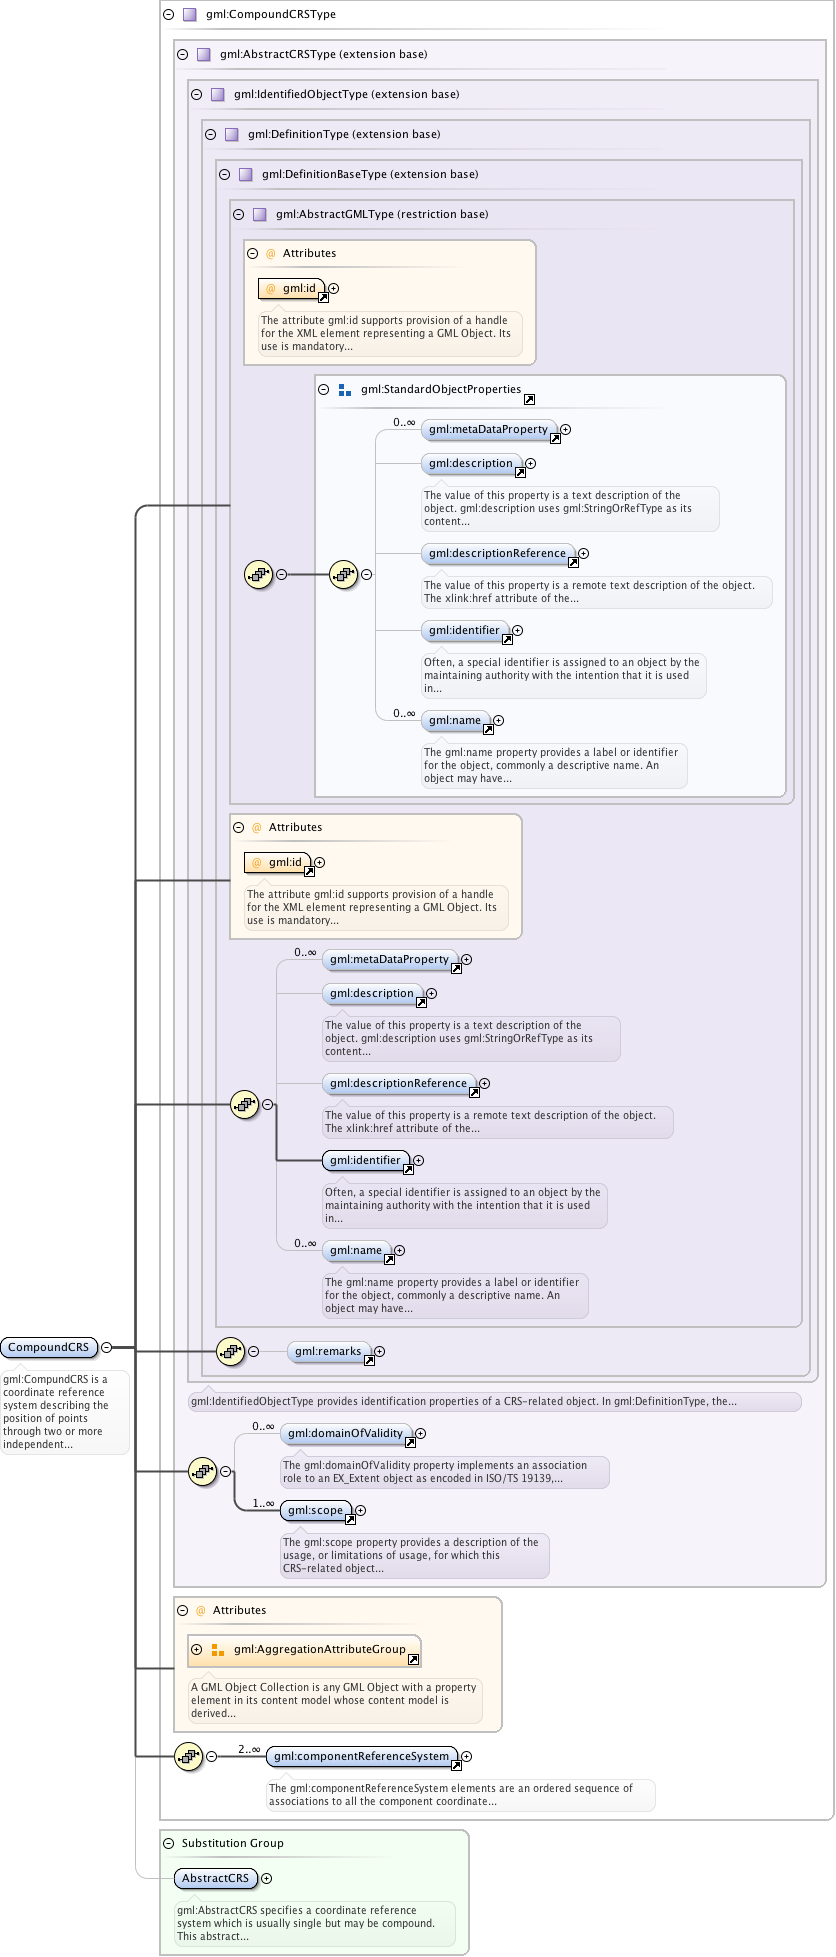 gml:CompoundCRSType
gml:AbstractCRSType (extension base)
gml:IdentifiedObjectType (extension base)
gml:DefinitionType (extension base)
gml:DefinitionBaseType (extension base)
gml:AbstractGMLType (restriction base)
@ Attributes
@ gml:id
The attribute gml:id supports provision of a handle
for the XML element representing a GML Object. Its
use is mandatory...
gml:StandardObjectProperties
0..∞
gml:metaDataProperty
gml:description
The value of this property is a text description of the
object. gml:description uses gml:StringOrRefType as its
content...
gml:descriptionReference
The value of this property is a remote text description of the object.
The xlink:href attribute of the...
gml:identifier
Often, a special identifier is assigned to an object by the
maintaining authority with the intention that it is used
in...
0..∞
gml:name
The gml:name property provides a label or identifier
for the object, commonly a descriptive name. An
object may have...
@ Attributes
@ gml:id
The attribute gml:id supports provision of a handle
for the XML element representing a GML Object. Its
use is mandatory...
0..∞
gml:metaDataProperty
gml:description
The value of this property is a text description of the
object. gml:description uses gml:StringOrRefType as its
content...
gml:descriptionReference
The value of this property is a remote text description of the object.
The xlink:href attribute of the...
gml:identifier
Often, a special identifier is assigned to an object by the
maintaining authority with the intention that it is used
in...
0..∞
gml:name
The gml:name property provides a label or identifier
for the object, commonly a descriptive name. An
object may have...
CompoundCRS
gml:CompundCRS is a
coordinate reference
system describing the
position of points
through two or more
independent...
gml:remarks
gml:IdentifiedObjectType provides identification properties of a CRS-related object. In gml:DefinitionType, the...
0..∞
gml:domainOfValidity
The gml:domainOfValidity property implements an association
role to an EX_Extent object as encoded in ISO/TS 19139,...
1..∞
gml:scope
The gml:scope property provides a description of the
usage, or limitations of usage, for which this
CRS-related object...
@ Attributes
gml:AggregationAttributeGroup
A GML Object Collection is any GML Object with a property
element in its content model whose content model is
derived...
2..∞
gml:componentReferenceSystem
The gml:componentReferenceSystem elements are an ordered sequence of
associations to all the component coordinate...
Substitution Group
AbstractCRS
gml:AbstractCRS specifies a coordinate reference
system which is usually single but may be compound.
This abstract...